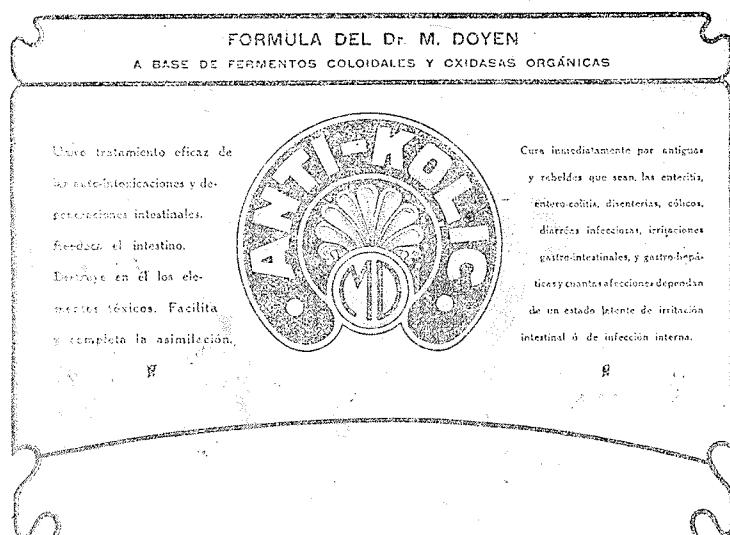 FORMULA DEL Dr. M. DOYEN
A BASE DE FERMENTOS COLOIDALES Y OXIDASAS ORGÁNICAS
Unico tratamiento eficaz de
las auto-intoxicaciones y de-
generaciones intestinales.
el intestino.
Destruye en él los ele-
mentos tóxicos. Facilita
y completa la asimilación.
ANTI-KOLIC
MD
Cura inmediatamente por antiguas
y rebeldes que sean, las enteritis,
entero-colitis, disenterías, cólicos,
diarréas infecciosas, irritaciones
gastro-intestinales, y gastro-hepá-
ticas y cuantas afecciones dependan
de un estado latente de irritación
intestinal ó de infección interna.